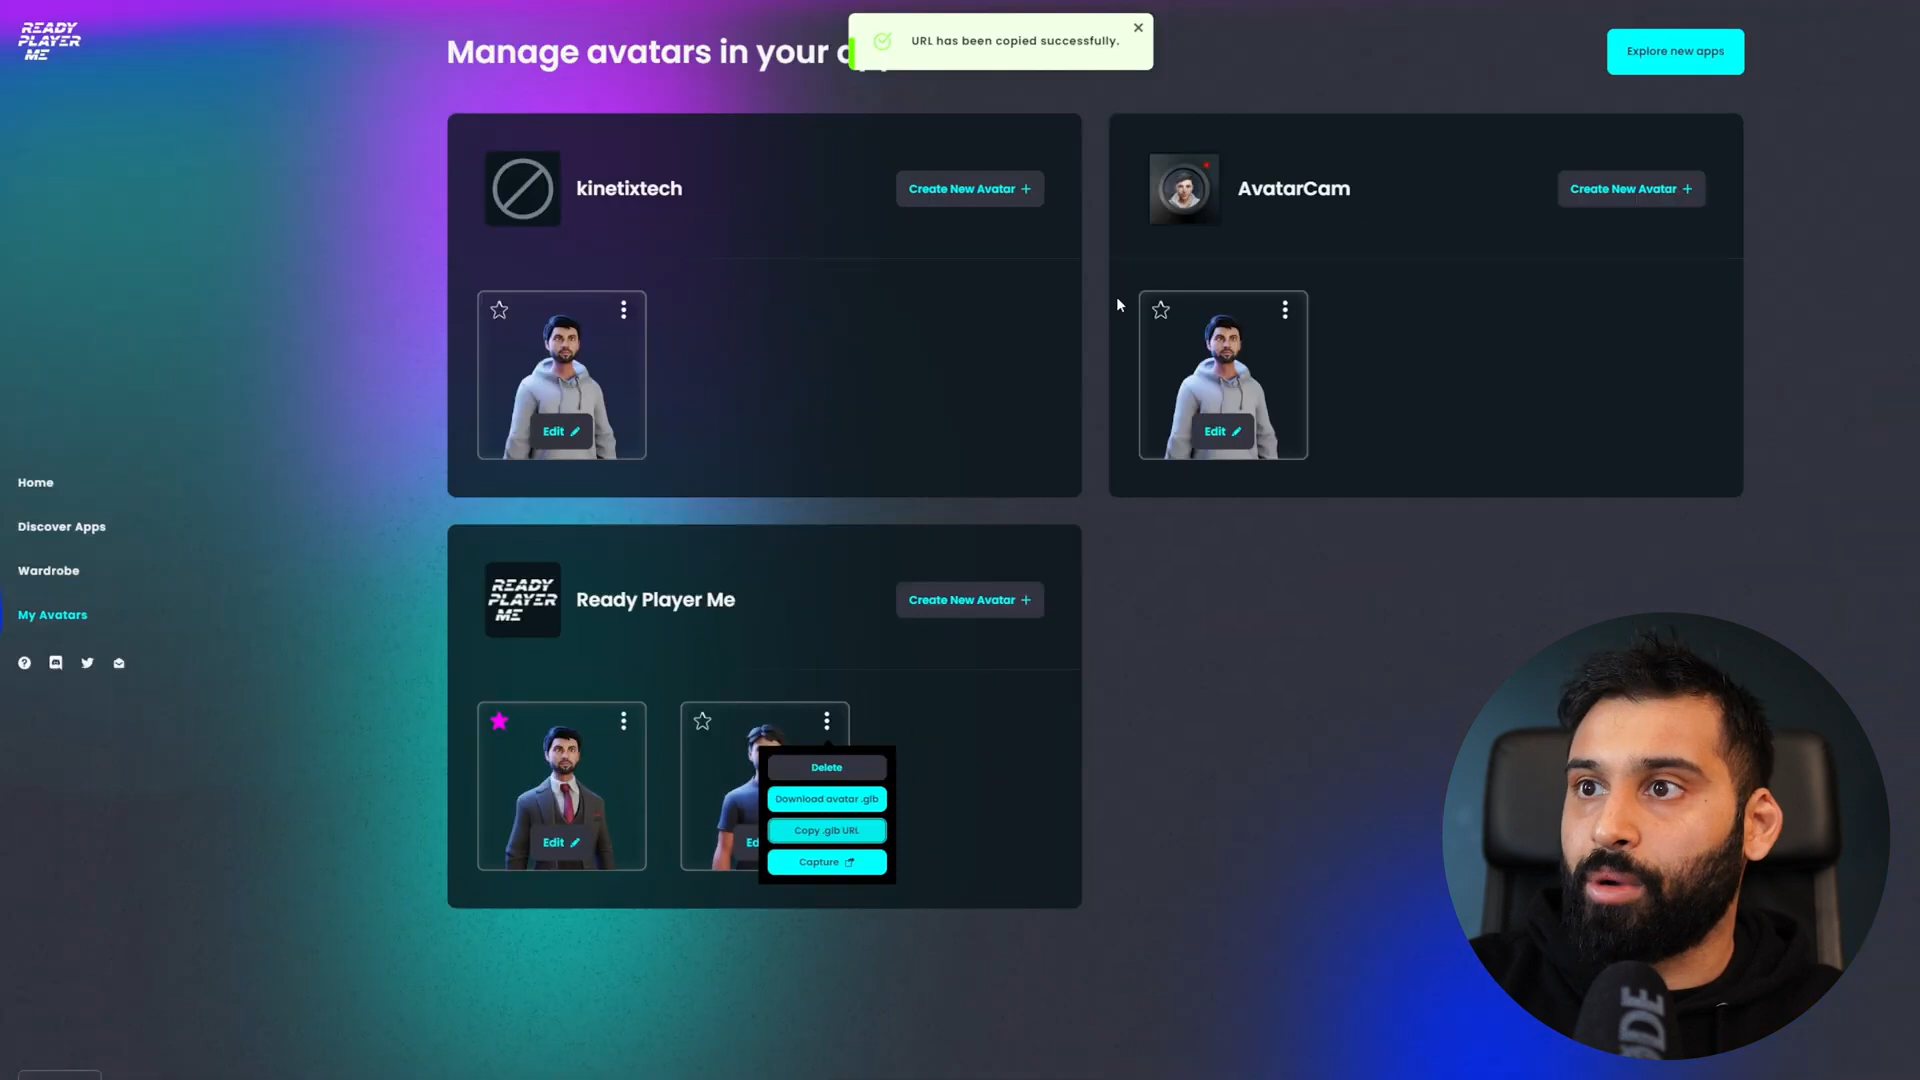 READY
PLAYER
ME
Manage avatars in your
URL has been copied successfully.
Explore new apps
kinetixtech
Create New Avatar +
AvatarCam
Create New Avatar +
Edit
Edit
Home
Discover Apps
Wardrobe
My Avatars
READY
PLAYER
ME
Ready Player Me
Create New Avatar +
Delete
Download avatar .glb
Copy .glb URL
Capture
Edit
Ed